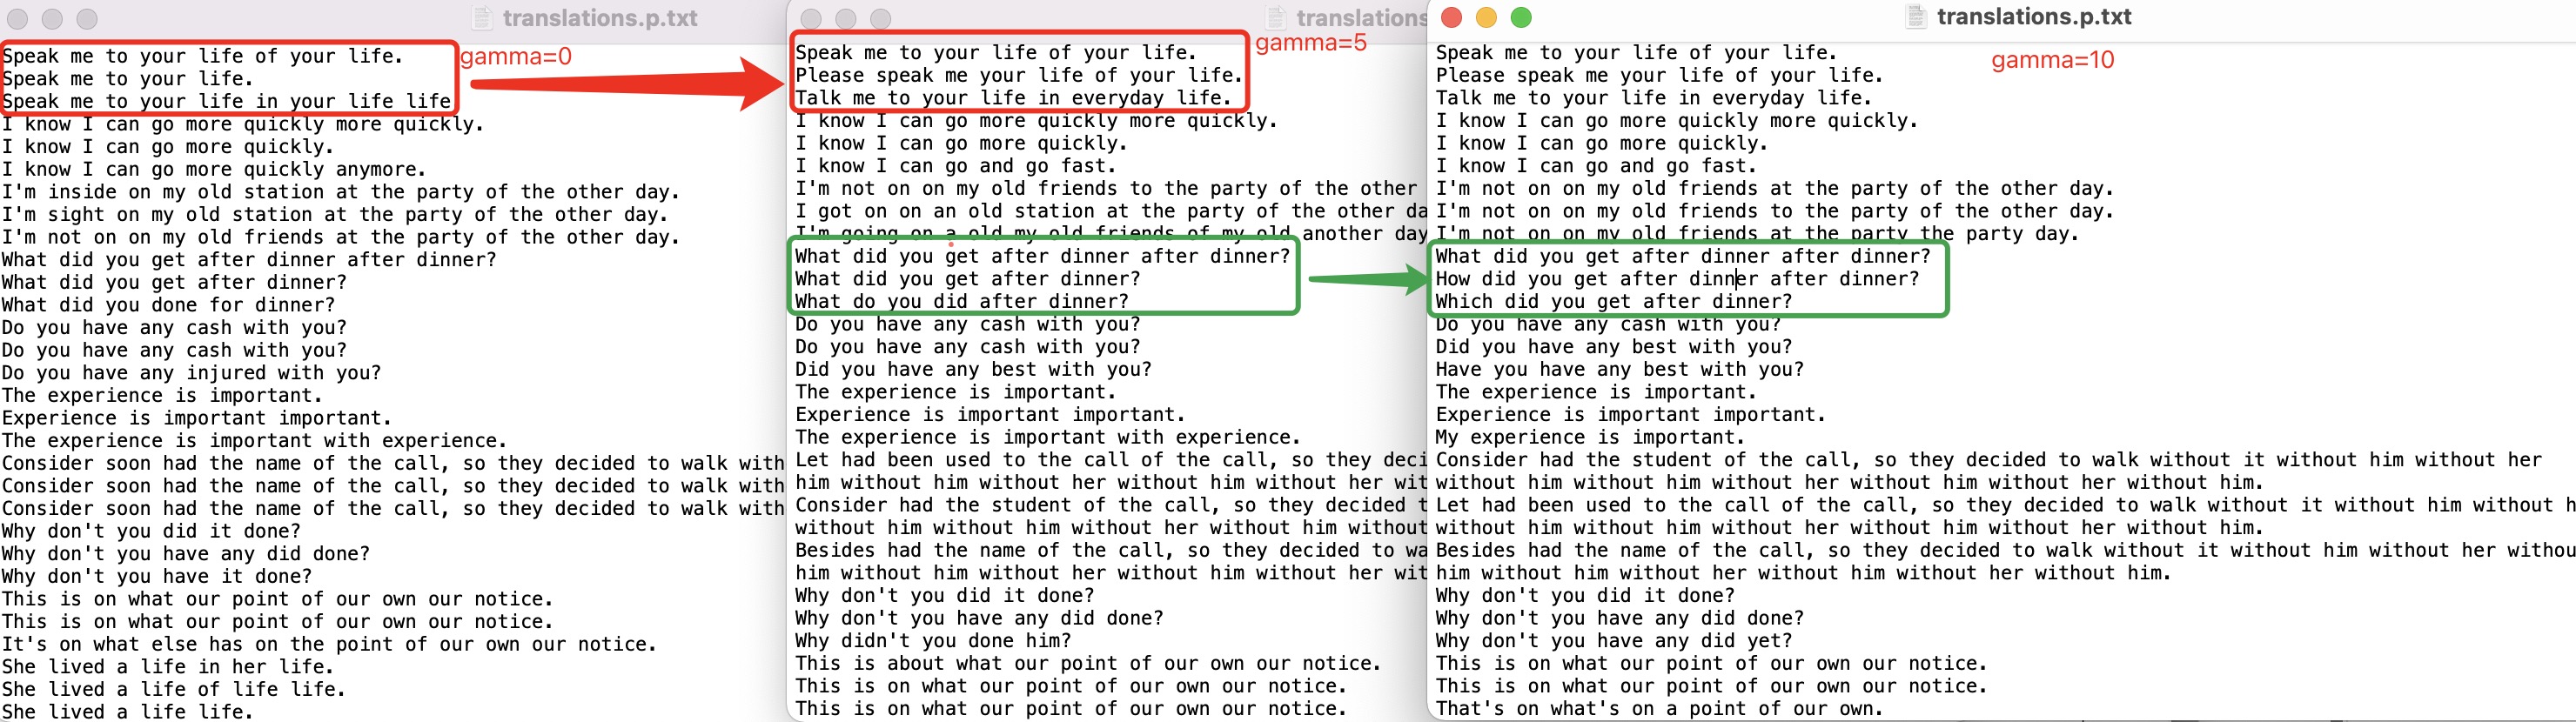 translations.p.txt
Speak me to your life of your life.
Speak me to your life.
Speak me to your life in your life life
gamma=0
I know I can go more quickly more quickly.
I know I can go more quickly.
I know I can go more quickly anymore.
I'm inside on my old station at the party of the other day.
I'm sight on my old station at the party of the other day.
I'm not on on my old friends at the party of the other day.
What did you get after dinner after dinner?
What did you get after dinner?
What did you done for dinner?
Do you have any cash with you?
Do you have any cash with you?
Do you have any injured with you?
The experience is important.
Experience is important important.
The experience is important with experience.
Consider soon had the name of the call, so they decided to walk with
Consider soon had the name of the call, so they decided to walk with
Consider soon had the name of the call, so they decided to walk with
Why don't you did it done?
Why don't you have any did done?
Why don't you have it done?
This is on what our point of our own our notice.
This is on what our point of our own our notice.
It's on what else has on the point of our own our notice.
She lived a life in her life.
She lived a life of life life.
She lived a life life.
translations
Speak me to your life of your life.
Please speak me your life of your life.
Talk me to your life in everyday life.
gamma=5
I know I can go more quickly more quickly.
I know I can go more quickly.
I know I can go and go fast.
I'm not on on my old friends to the party of the other
I got on on an old station at the party of the other da
I'm going on a old my old friends of my old another day
What did you get after dinner after dinner?
What did you get after dinner?
What do you did after dinner?
Do you have any cash with you?
Do you have any cash with you?
Did you have any best with you?
The experience is important.
Experience is important important.
The experience is important with experience.
Let had been used to the call of the call, so they deci
him without him without her without him without her wit
Consider had the student of the call, so they decided t
without him without him without her without him without
Besides had the name of the call, so they decided to wa
him without him without her without him without her wit
Why don't you did it done?
Why don't you have any did done?
Why didn't you done him?
This is about what our point of our own our notice.
This is on what our point of our own our notice.
This is on what our point of our own our notice.
translations.p.txt
Speak me to your life of your life.
Please speak me your life of your life.
Talk me to your life in everyday life.
gamma=10
I know I can go more quickly more quickly.
I know I can go more quickly.
I know I can go and go fast.
I'm not on on my old friends at the party of the other day.
I'm not on on my old friends to the party of the other day.
I'm not on on my old friends at the party the party day.
What did you get after dinner after dinner?
How did you get after dinner after dinner?
Which did you get after dinner?
Do you have any cash with you?
Did you have any best with you?
Have you have any best with you?
The experience is important.
Experience is important important.
My experience is important.
Consider had the student of the call, so they decided to walk without it without him without her
without him without him without her without him without her without him.
Let had been used to the call of the call, so they decided to walk without it without him without h
without him without him without her without him without her without him.
Besides had the name of the call, so they decided to walk without it without him without her withou
him without him without her without him without her without him.
Why don't you did it done?
Why don't you have any did done?
Why don't you have any did yet?
This is on what our point of our own our notice.
This is on what our point of our own our notice.
That's on what's on a point of our own.